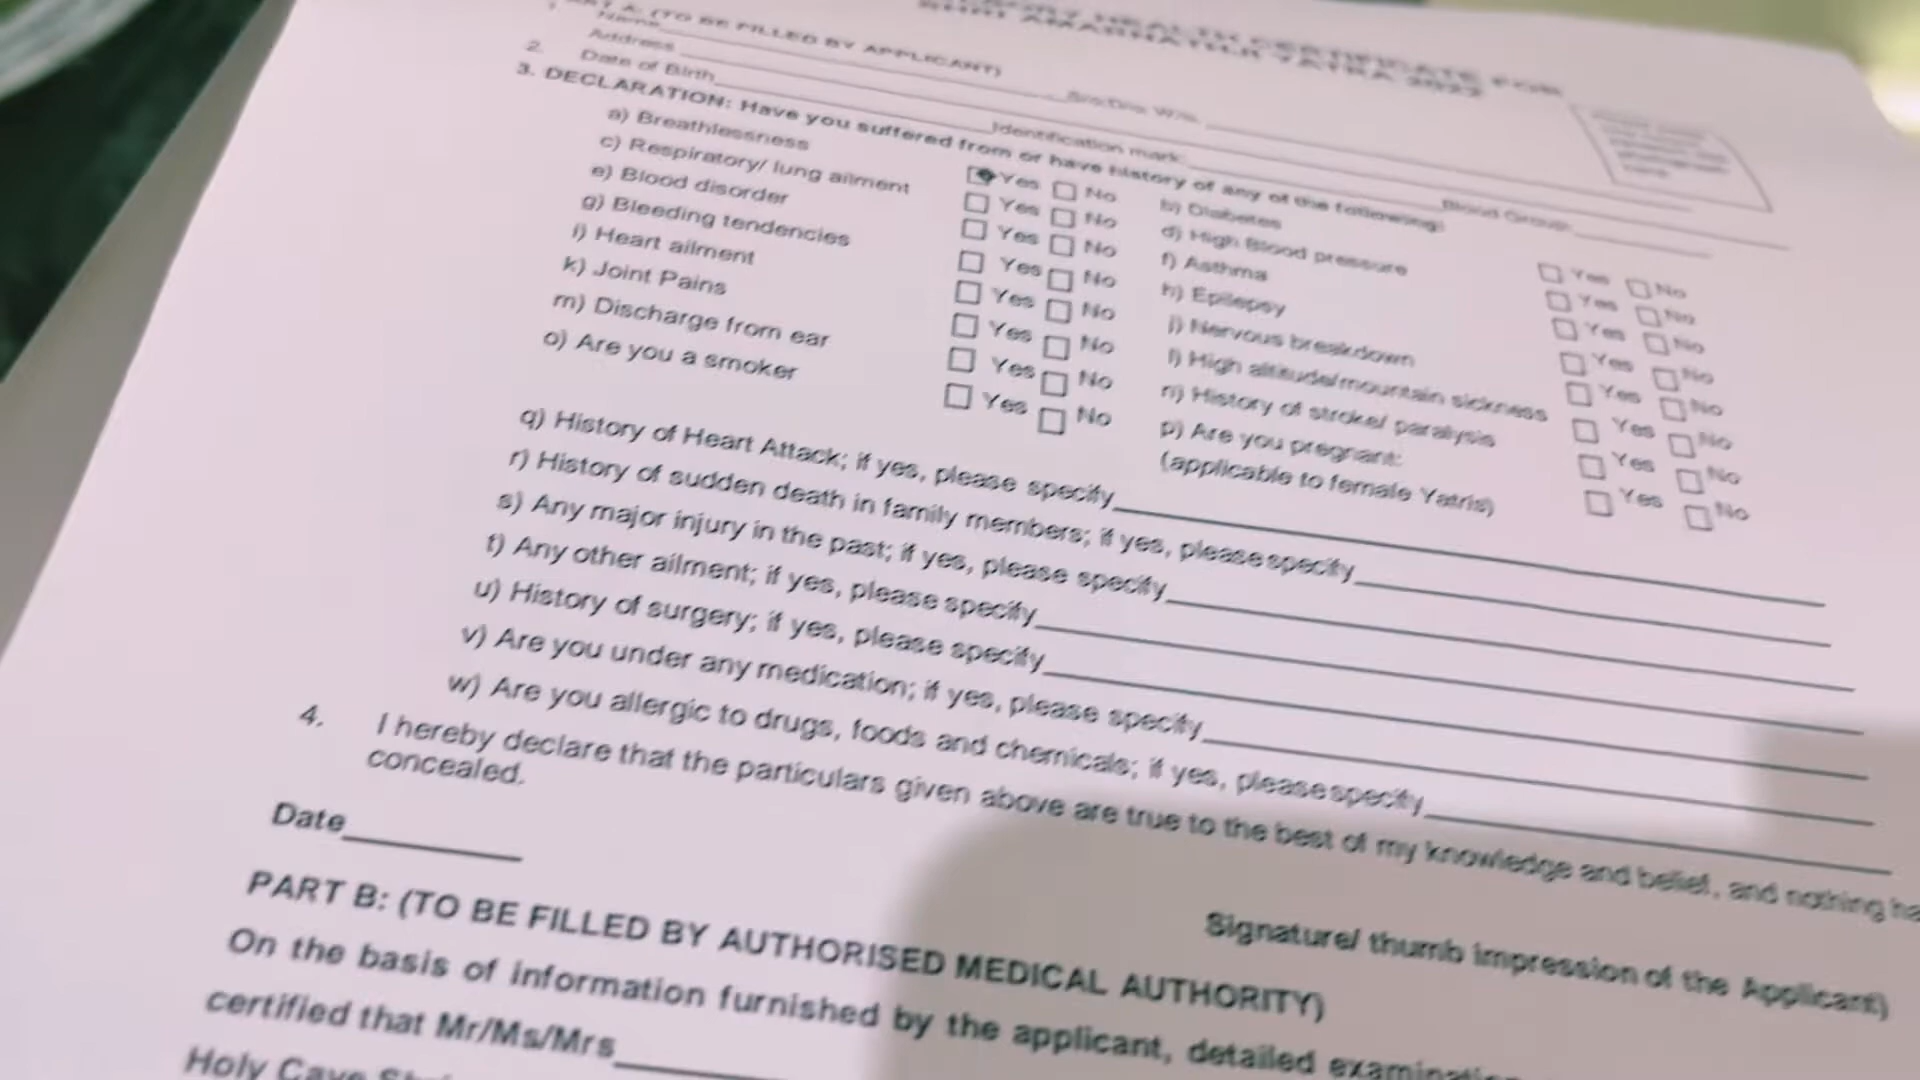 HEALTH CERTIFICATE FOR
SHRI AMARNATHJI YATRA 2022
A: (TO BE FILLED BY APPLICANT)
Name
Address
2. Date of Birth Identification mark: Blood Group:
3. DECLARATION: Have you suffered from or have history of any of the following:
a) Breathlessness Yes No b) Diabetes Yes No
c) Respiratory/ lung ailment Yes No d) High Blood pressure Yes No
e) Blood disorder Yes No f) Asthma Yes No
g) Bleeding tendencies Yes No h) Epilepsy Yes No
i) Heart ailment Yes No j) Nervous breakdown Yes No
k) Joint Pains Yes No l) High altitude/mountain sickness Yes No
m) Discharge from ear Yes No n) History of stroke/ paralysis Yes No
o) Are you a smoker Yes No p) Are you pregnant: Yes No
(applicable to female Yatris)
q) History of Heart Attack; if yes, please specify
r) History of sudden death in family members; if yes, please specify
s) Any major injury in the past; if yes, please specify
t) Any other ailment; if yes, please specify
u) History of surgery; if yes, please specify
v) Are you under any medication; if yes, please specify
w) Are you allergic to drugs, foods and chemicals; if yes, please specify
4. I hereby declare that the particulars given above are true to the best of my knowledge and belief, and nothing ha
concealed.
Date
Signature/ thumb impression of the Applicant)
PART B: (TO BE FILLED BY AUTHORISED MEDICAL AUTHORITY)
On the basis of information furnished by the applicant, detailed examination
certified that Mr/Ms/Mrs
Holy Cave